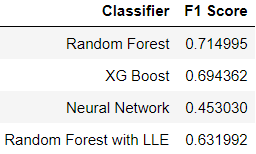 Classifier F1 Score
Random Forest 0.714995
XG Boost 0.694362
Neural Network 0.453030
Random Forest with LLE 0.631992